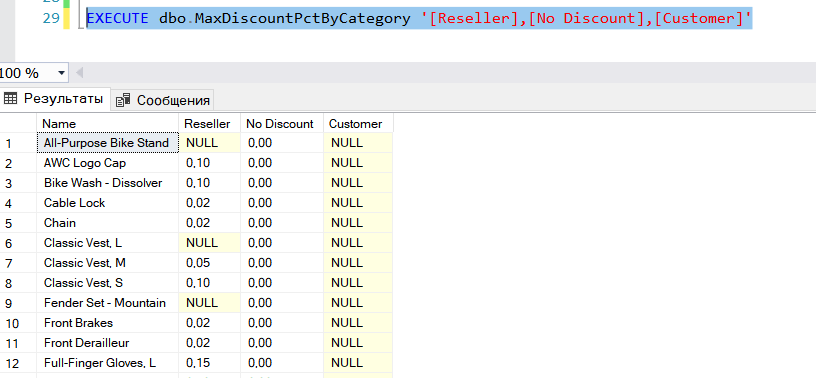 29 EXECUTE dbo.MaxDiscountPctByCategory '[Reseller],[No Discount],[Customer]'
100 %
Результаты Сообщения
Name Reseller No Discount Customer
1 All-Purpose Bike Stand NULL 0,00 NULL
2 AWC Logo Cap 0,10 0,00 NULL
3 Bike Wash - Dissolver 0,10 0,00 NULL
4 Cable Lock 0,02 0,00 NULL
5 Chain 0,02 0,00 NULL
6 Classic Vest, L NULL 0,00 NULL
7 Classic Vest, M 0,05 0,00 NULL
8 Classic Vest, S 0,10 0,00 NULL
9 Fender Set - Mountain NULL 0,00 NULL
10 Front Brakes 0,02 0,00 NULL
11 Front Derailleur 0,02 0,00 NULL
12 Full-Finger Gloves, L 0,15 0,00 NULL